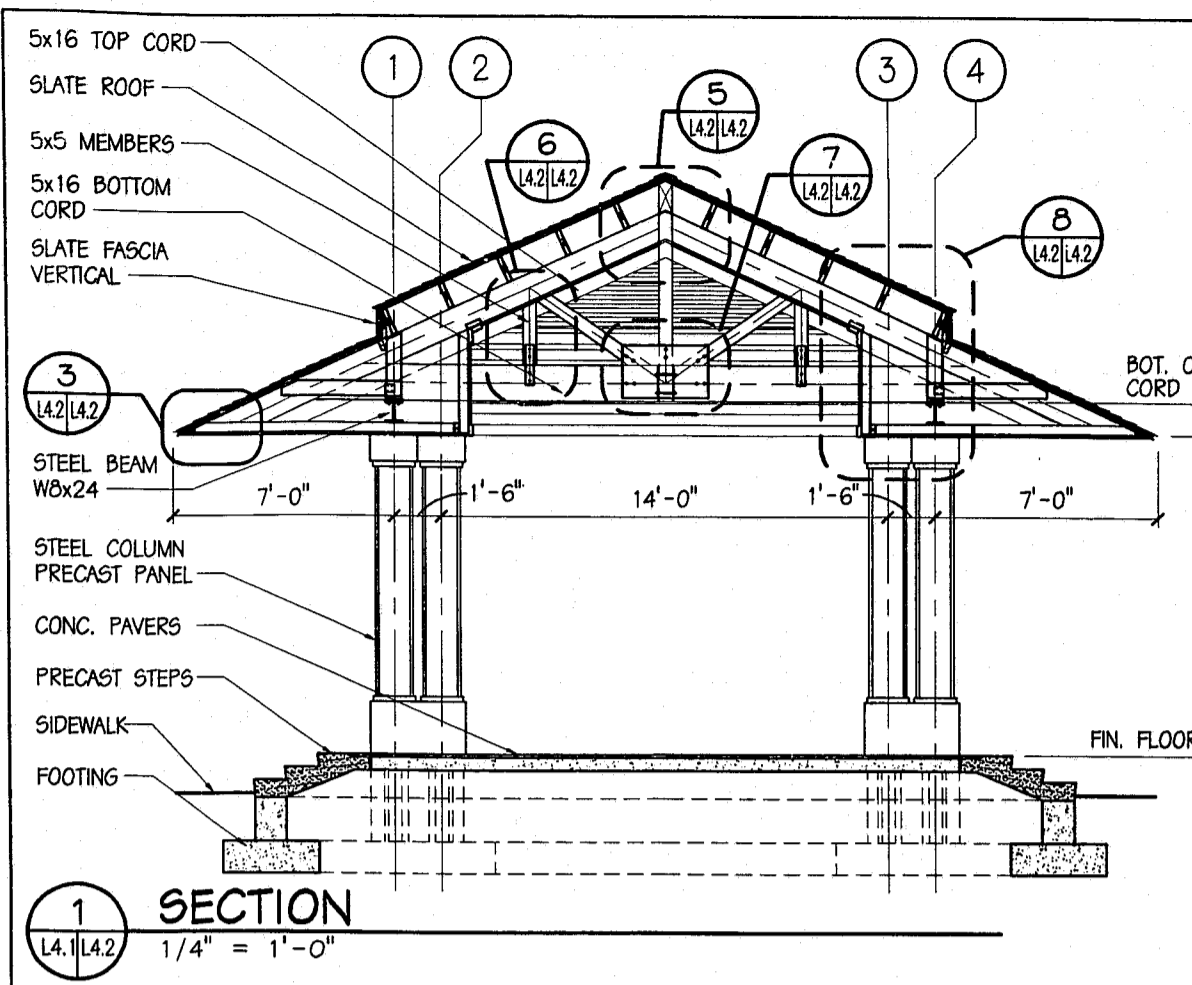 5x16 TOP CORD
SLATE ROOF
5x5 MEMBERS
5x16 BOTTOM
CORD
SLATE FASCIA
VERTICAL
1
2
3
4
5
L4.2 L4.2
6
L4.2 L4.2
7
L4.2 L4.2
8
L4.2 L4.2
3
L4.2 L4.2
BOT. C
CORD
STEEL BEAM
W8x24
7'-0" 1'-6" 14'-0" 1'-6" 7'-0"
STEEL COLUMN
PRECAST PANEL
CONC. PAVERS
PRECAST STEPS
SIDEWALK
FOOTING
FIN. FLOOR
1
L4.1 L4.2
SECTION
1/4" = 1'-0"